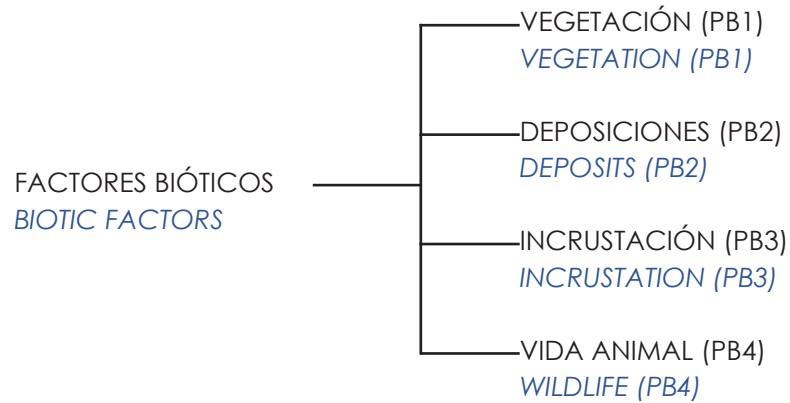 FACTORES BIÓTICOS
BIOTIC FACTORS
VEGETACIÓN (PB1)
VEGETATION (PB1)
DEPOSICIONES (PB2)
DEPOSITS (PB2)
INCRUSTACIÓN (PB3)
INCRUSTATION (PB3)
VIDA ANIMAL (PB4)
WILDLIFE (PB4)